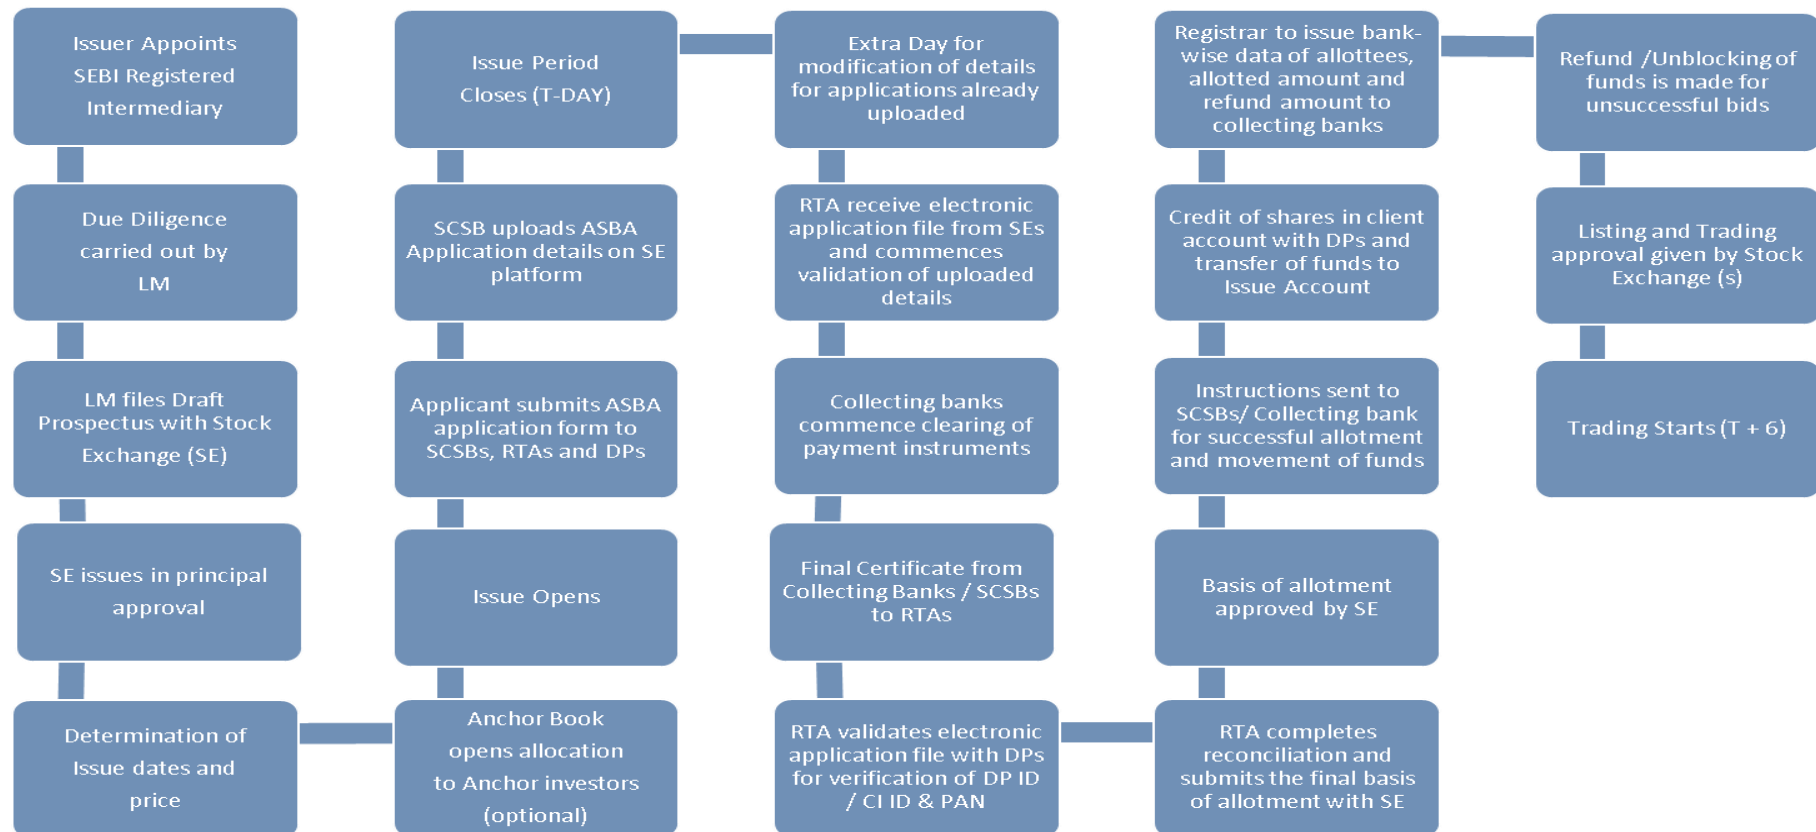 Issuer Appoints
SEBI Registered
Intermediary
Due Diligence
carried out by
LM
LM files Draft
Prospectus with Stock
Exchange (SE)
SE issues in principal
approval
Determination of
Issue dates and
price
Anchor Book
opens allocation
to Anchor investors
(optional)
Issue Opens
Applicant submits ASBA
application form to
SCSBs, RTAs and DPs
SCSB uploads ASBA
Application details on SE
platform
Issue Period
Closes (T-DAY)
Extra Day for
modification of details
for applications already
uploaded
RTA receive electronic
application file from SEs
and commences
validation of uploaded
details
Collecting banks
commence clearing of
payment instruments
Final Certificate from
Collecting Banks / SCSBs
to RTAs
RTA validates electronic
application file with DPs
for verification of DP ID
/ CI ID & PAN
RTA completes
reconciliation and
submits the final basis
of allotment with SE
Basis of allotment
approved by SE
Instructions sent to
SCSBs/ Collecting bank
for successful allotment
and movement of funds
Credit of shares in client
account with DPs and
transfer of funds to
Issue Account
Registrar to issue bank-
wise data of allottees,
allotted amount and
refund amount to
collecting banks
Refund /Unblocking of
funds is made for
unsuccessful bids
Listing and Trading
approval given by Stock
Exchange (s)
Trading Starts (T + 6)